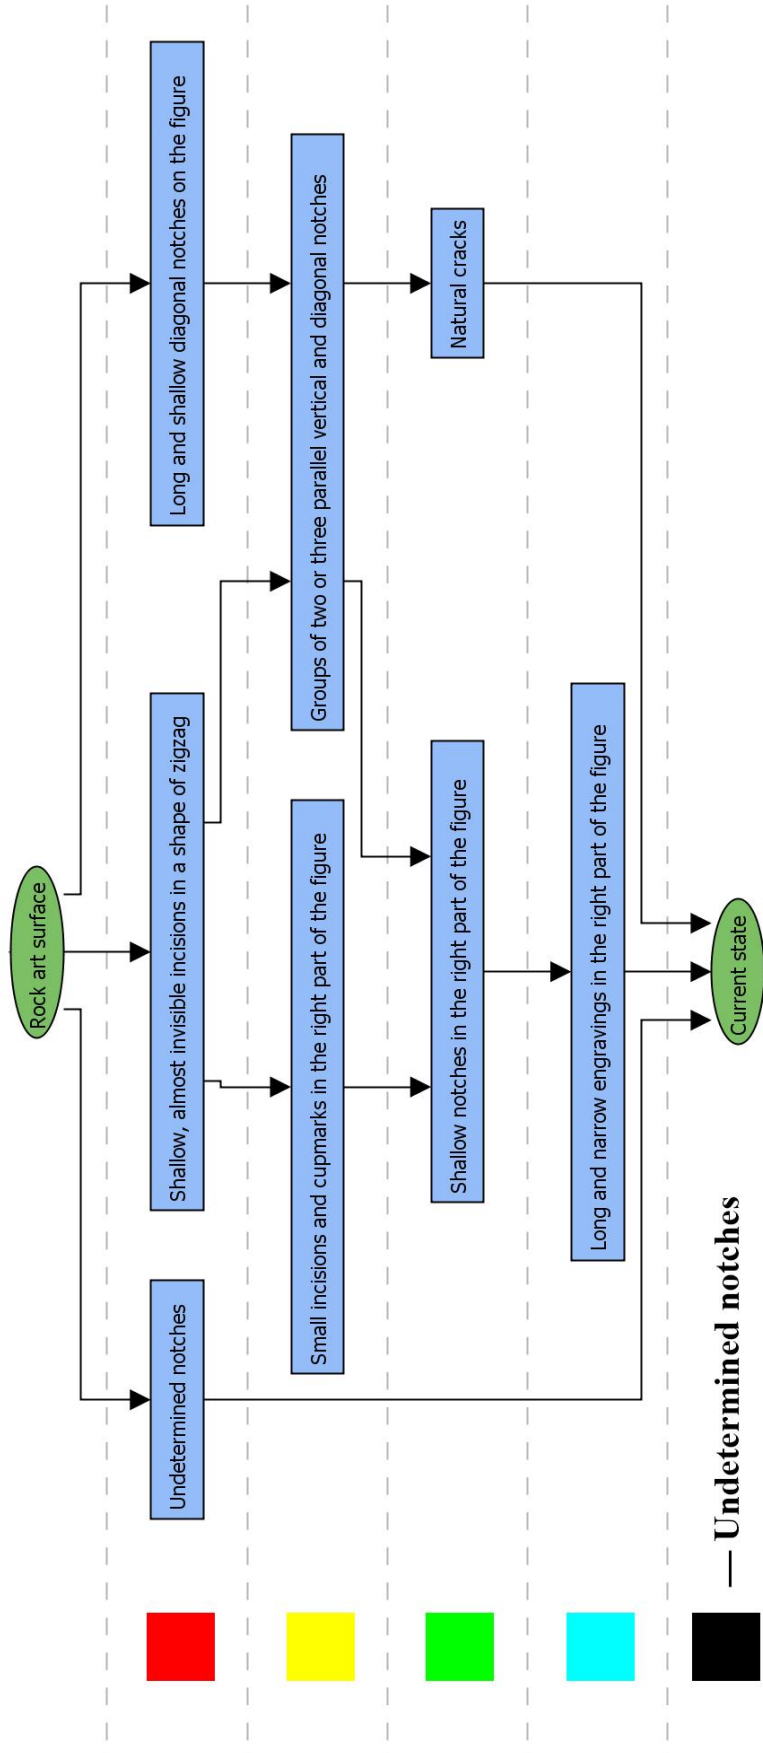 Rock art surface
Undetermined notches
Shallow, almost invisible incisions in a shape of zigzag
Long and shallow diagonal notches on the figure
Small incisions and cupmarks in the right part of the figure
Groups of two or three parallel vertical and diagonal notches
Shallow notches in the right part of the figure
Natural cracks
Long and narrow engravings in the right part of the figure
— Undetermined notches
Current state